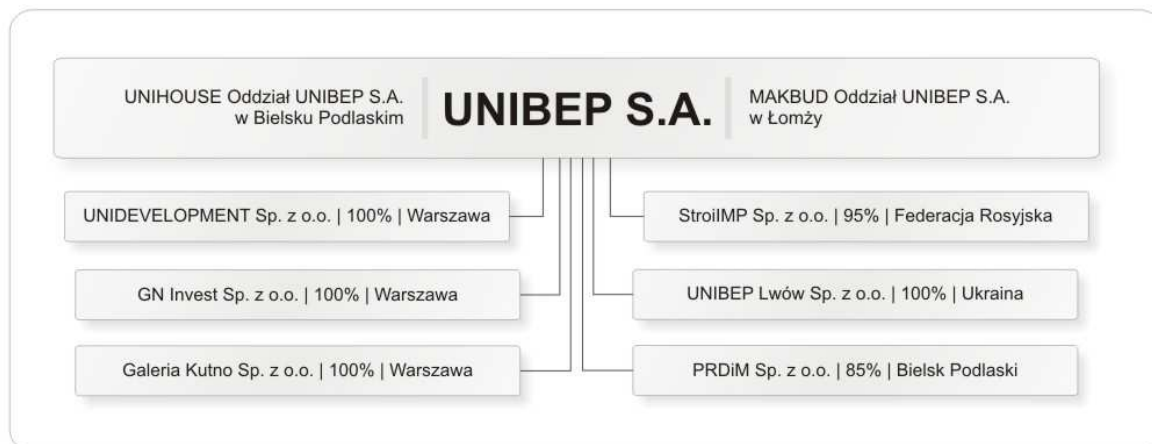 UNIHOUSE Oddział UNIBEP S.A.
w Bielsku Podlaskim
UNIBEP S.A.
MAKBUD Oddział UNIBEP S.A.
w Łomży
UNIDEVELOPMENT Sp. z o.o. | 100% | Warszawa
StroiIMP Sp. z o.o. | 95% | Federacja Rosyjska
GN Invest Sp. z o.o. | 100% | Warszawa
UNIBEP Lwów Sp. z o.o. | 100% | Ukraina
Galeria Kutno Sp. z o.o. | 100% | Warszawa
PRDiM Sp. z o.o. | 85% | Bielsk Podlaski